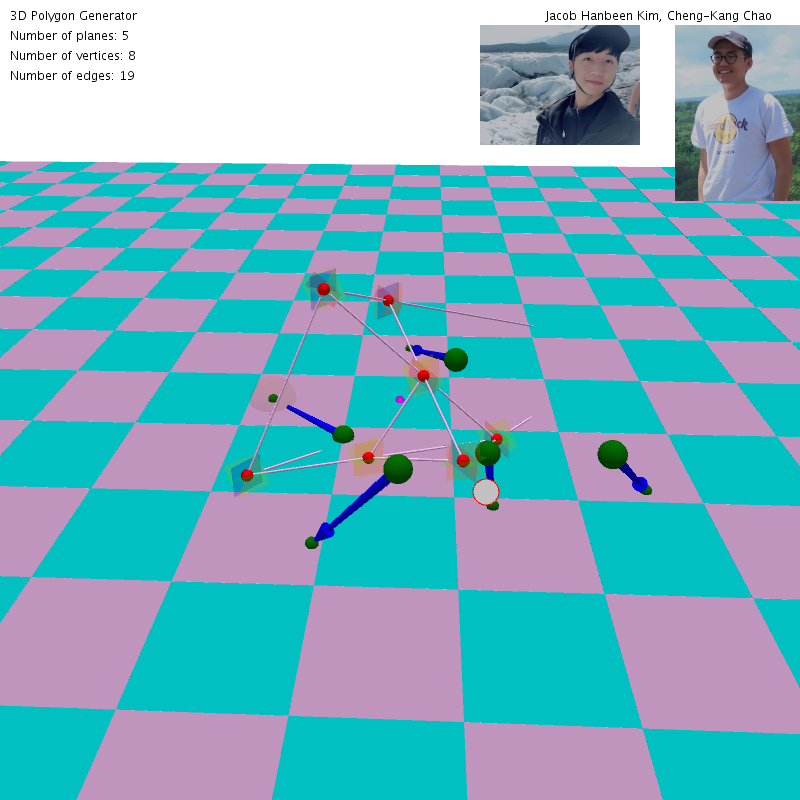 3D Polygon Generator
Jacob Hanbeen Kim, Cheng-Kang Chao
Number of planes: 5
Number of vertices: 8
Number of edges: 19